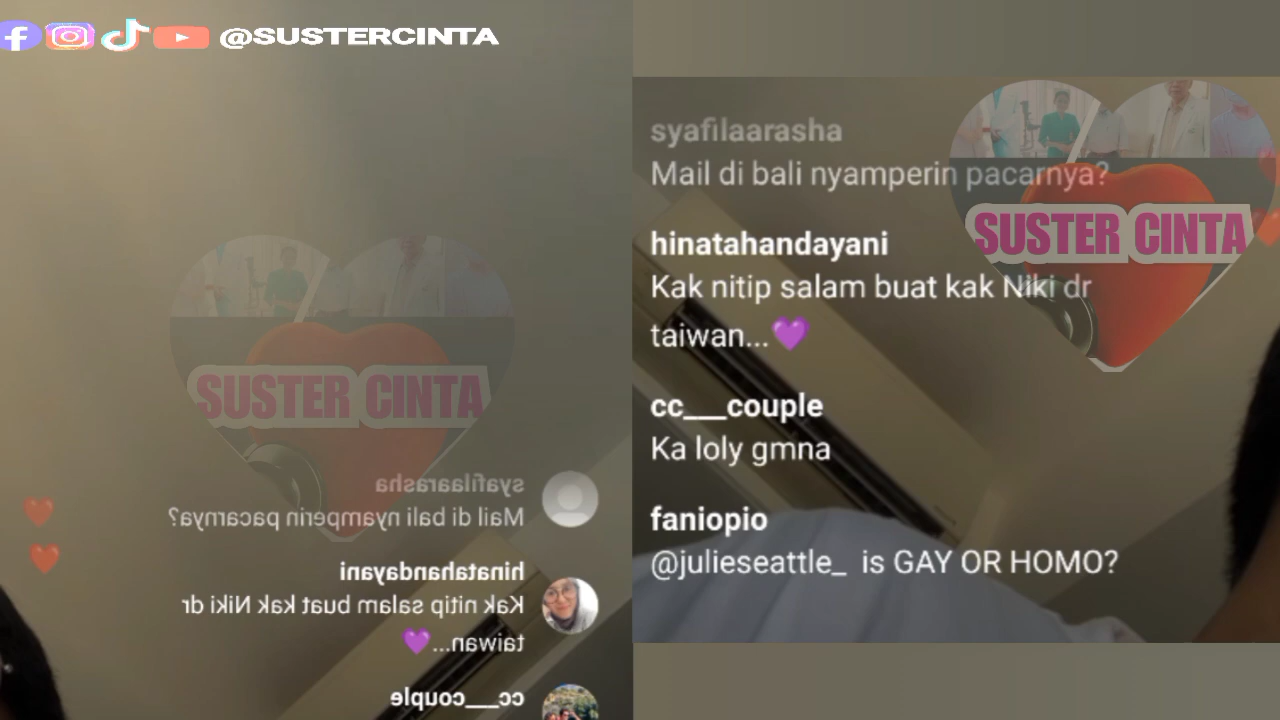 @SUSTERCINTA
SUSTER CINTA
syafilaarasha
Mail di bali nyamperin pacarnya?
hinatahandayani
Kak nitip salam buat kak Niki dr
taiwan...💜
cc___couple
syafilaarasha
Mail di bali nyamperin pacarnya?
SUSTER CINTA
hinatahandayani
Kak nitip salam buat kak Niki dr
taiwan...💜
cc___couple
Ka loly gmna
faniopio
@julieseattle_ is GAY OR HOMO?